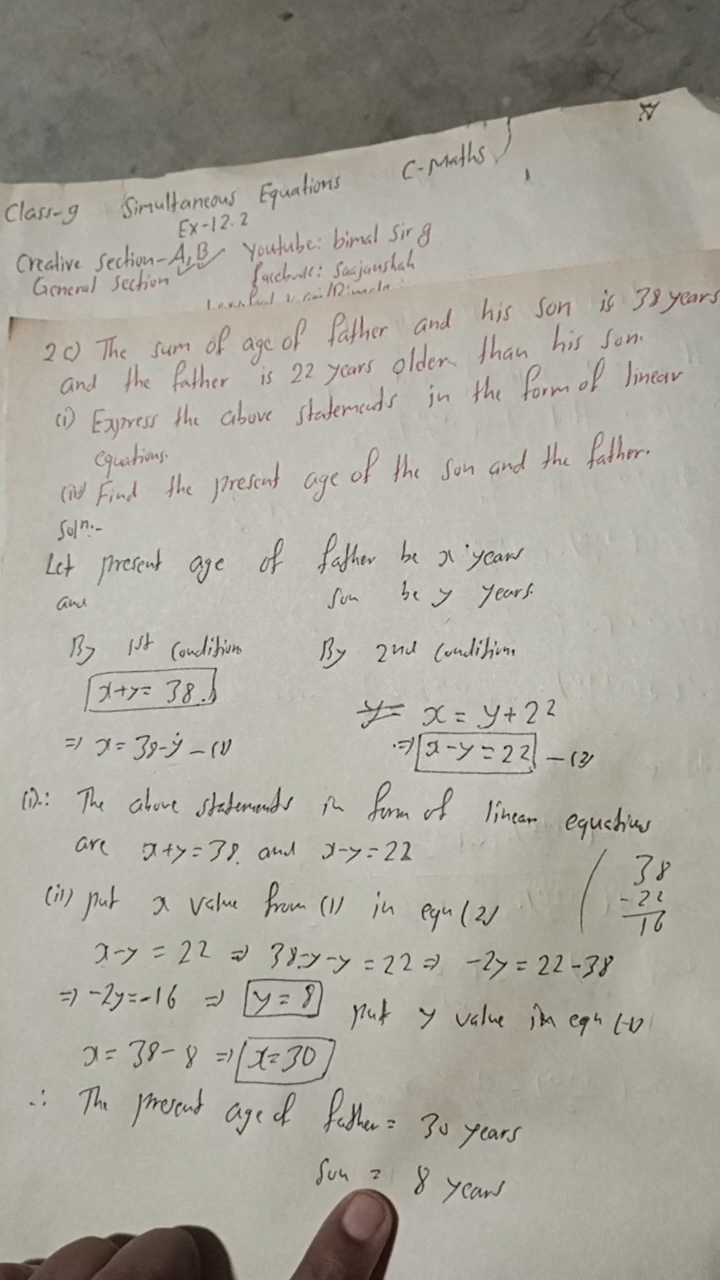 Class-9 Simultaneous Equations C-Maths
Ex-12.2
Creative Section-A,B Youtube: bimal Sir g
General Section facebook: Saajanshah
2c) The sum of age of father and his son is 38 years
and the father is 22 years older than his son.
(i) Express the above statements in the form of linear
equations.
(ii) Find the present age of the son and the father.
Soln:-
Let present age of father be x years
and son be y years.
By 1st Condition By 2nd Condition
x+y= 38. y= x = y+22
=> x = 38-y - (1) => x-y=22 - (2)
(i) ∴ The above statements in form of linear equations
are x+y=38 and x-y=22
38
-22
16
(ii) put x value from (1) in eqn (2)
x-y = 22 => 38-y-y = 22 => -2y = 22-38
=> -2y=-16 => y=8 put y value in eqn (1)
x= 38-8 => x=30
∴ The present age of father = 30 years
Son = 8 years